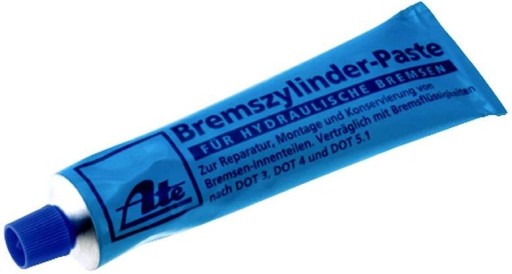 Ate
Bremszylinder-Paste
FÜR HYDRAULISCHE BREMSEN
Zur Reparatur, Montage und Konservierung von
Bremsen-Innenteilen. Verträglich mit Bremsflüssigkeiten
nach DOT 3, DOT 4 und DOT 5.1